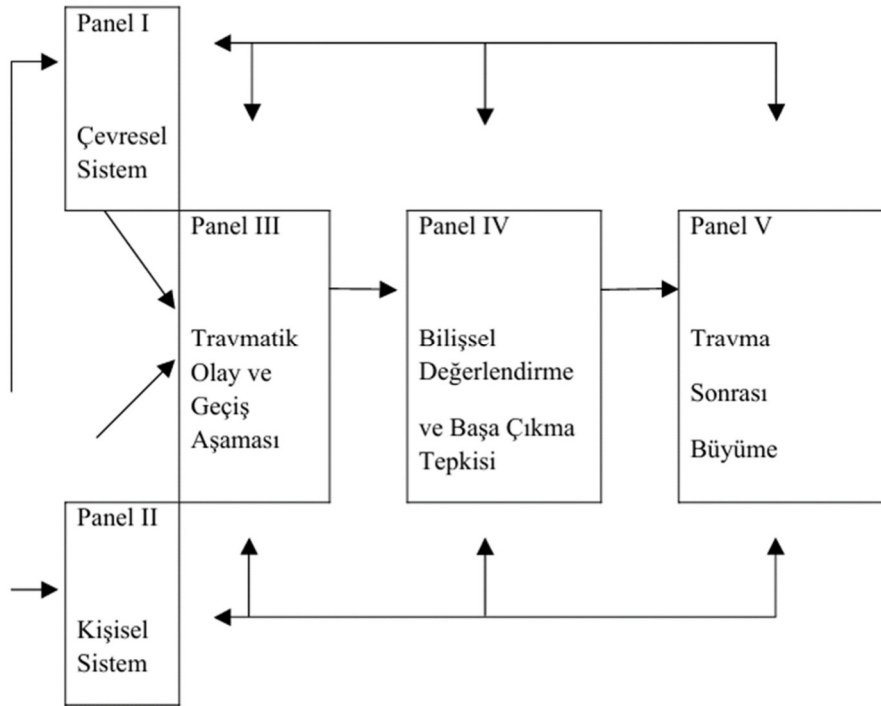 Panel I
Çevresel
Sistem
Panel III
Travmatik
Olay ve
Geçiş
Aşaması
Panel IV
Bilişsel
Değerlendirme
ve Başa Çıkma
Tepkisi
Panel V
Travma
Sonrası
Büyüme
Panel II
Kişisel
Sistem